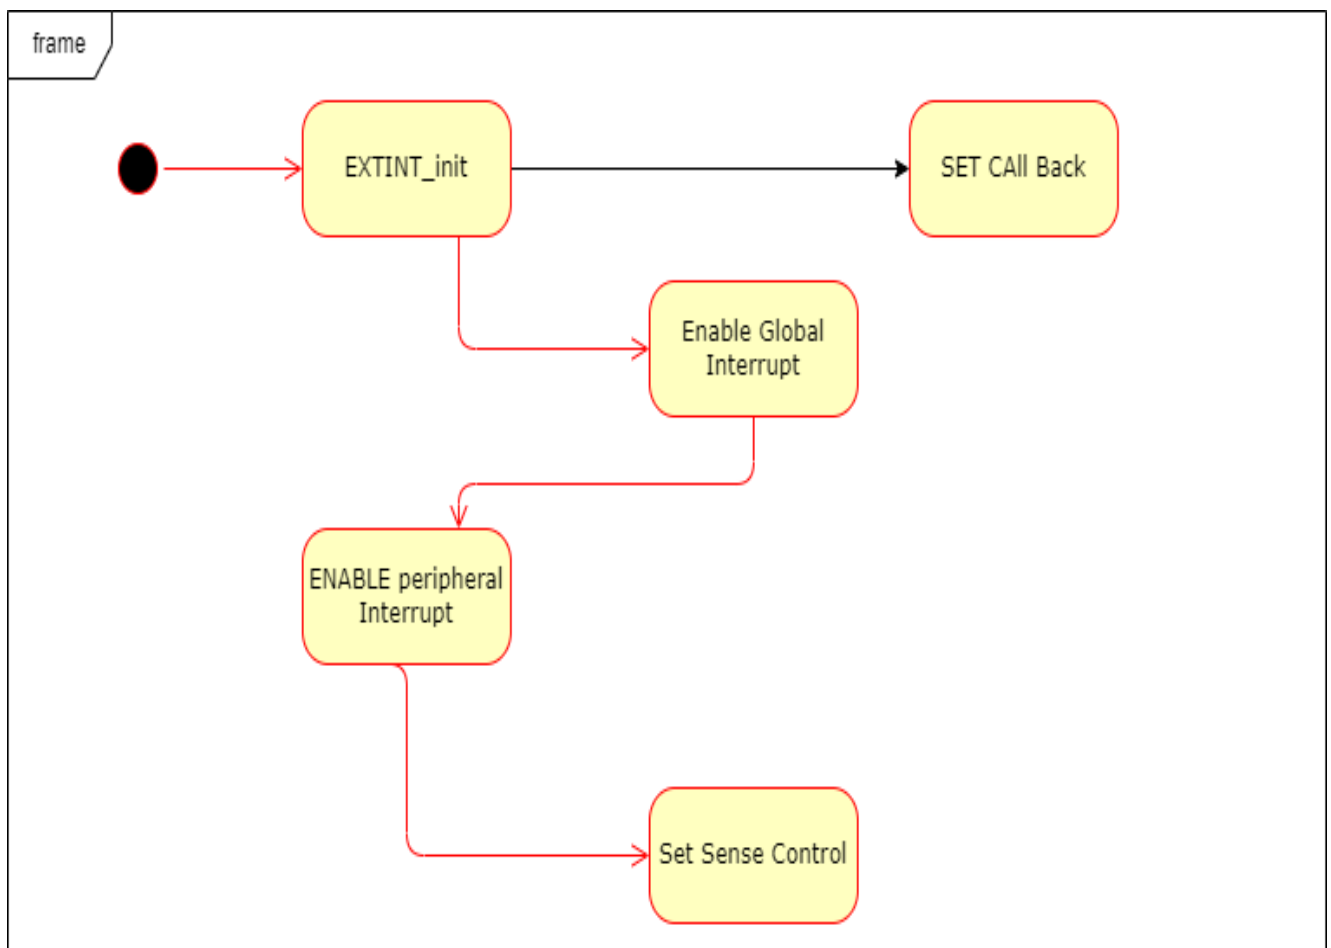 frame
EXTINT_init
SET CAll Back
Enable Global
Interrupt
ENABLE peripheral
Interrupt
Set Sense Control